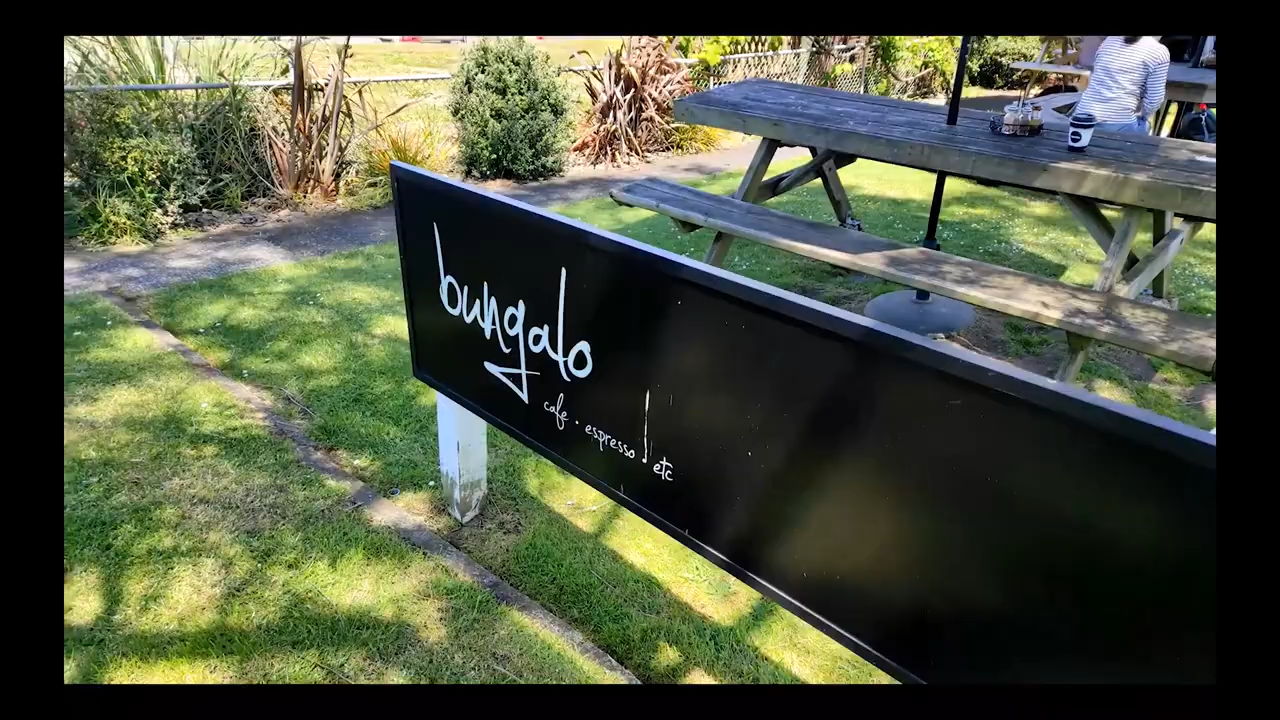 bungalo
cafe . espresso etc